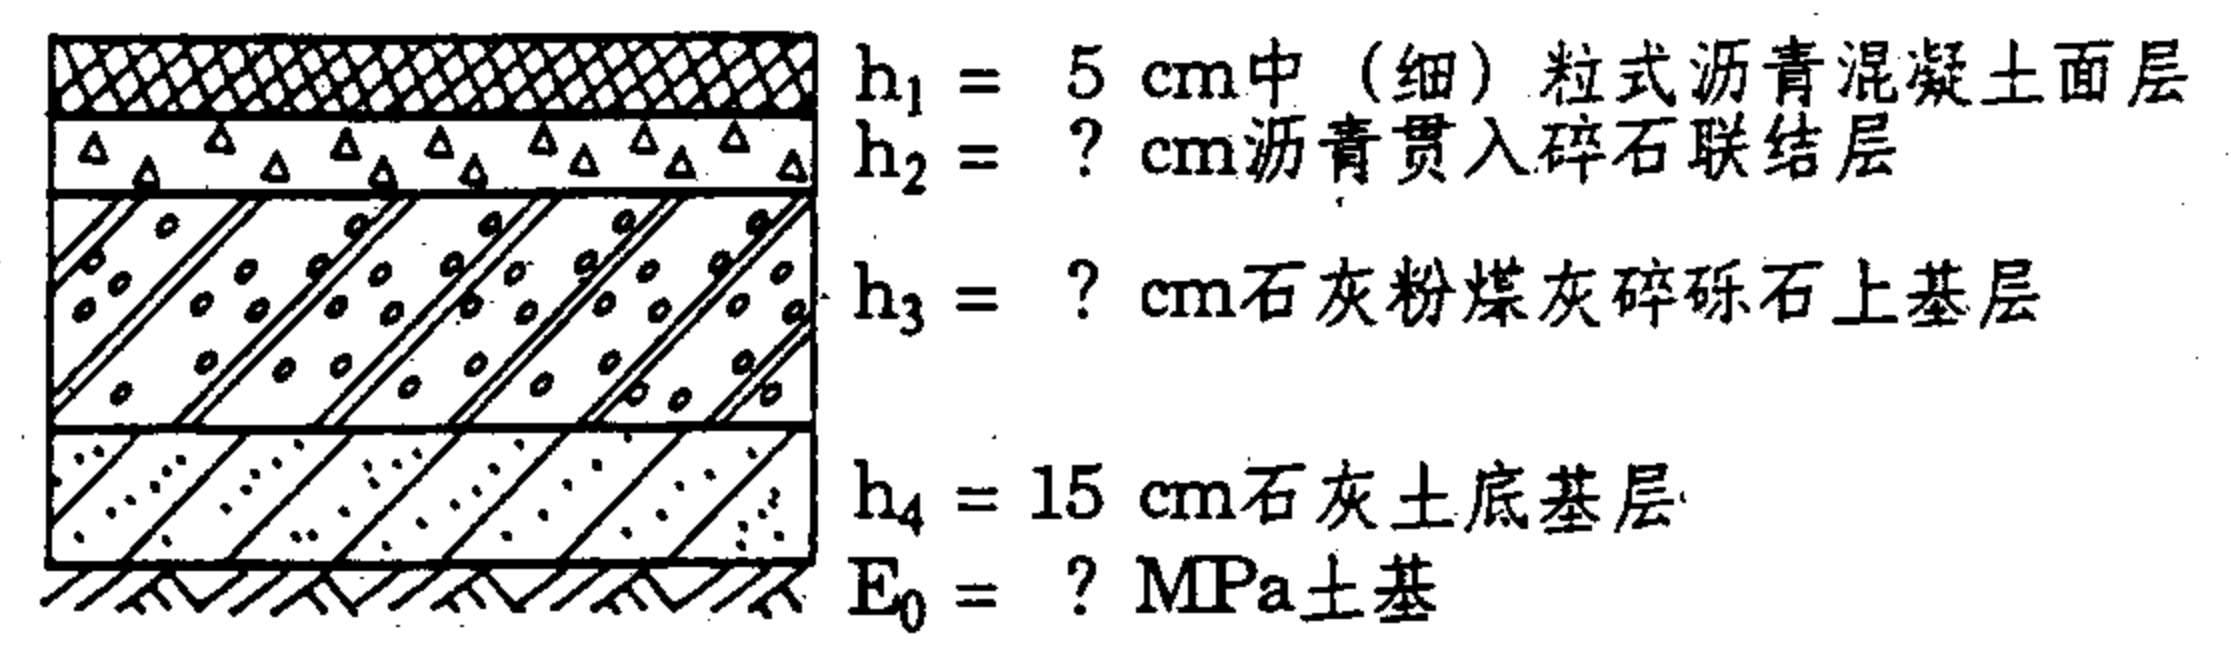 h₁ = 5 cm中（细）粒式沥青混凝土面层
h₂ = ? cm沥青贯入碎石联结层
h₃ = ? cm石灰粉煤灰碎砾石上基层
h₄ = 15 cm石灰土底基层
E₀ = ? MPa土基